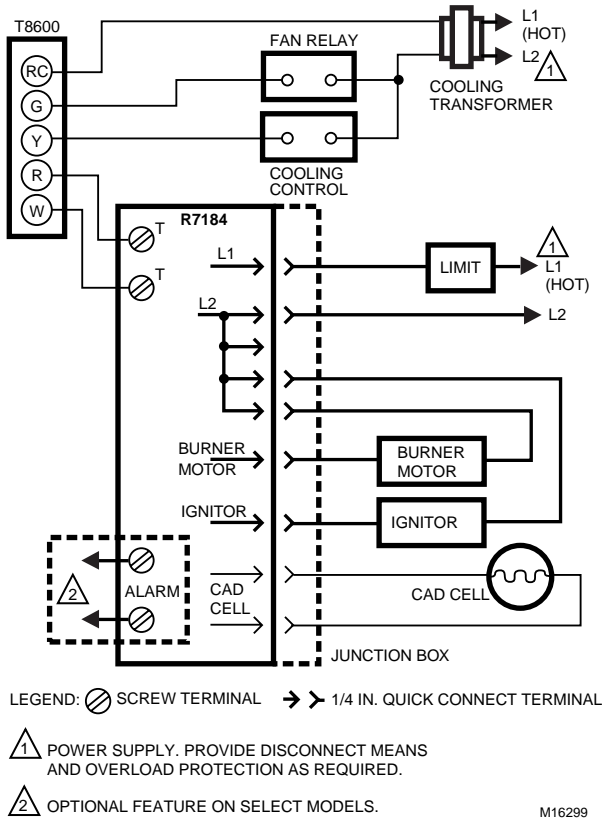 T8600
RC
G
Y
R
W
FAN RELAY
COOLING
CONTROL
L1
(HOT)
L2
1
COOLING
TRANSFORMER
R7184
T
T
L1
L2
LIMIT
1
L1
(HOT)
L2
BURNER
MOTOR
BURNER
MOTOR
IGNITOR
IGNITOR
2
ALARM
CAD
CELL
CAD CELL
JUNCTION BOX
LEGEND: SCREW TERMINAL 1/4 IN. QUICK CONNECT TERMINAL
1 POWER SUPPLY. PROVIDE DISCONNECT MEANS
AND OVERLOAD PROTECTION AS REQUIRED.
2 OPTIONAL FEATURE ON SELECT MODELS.
M16299